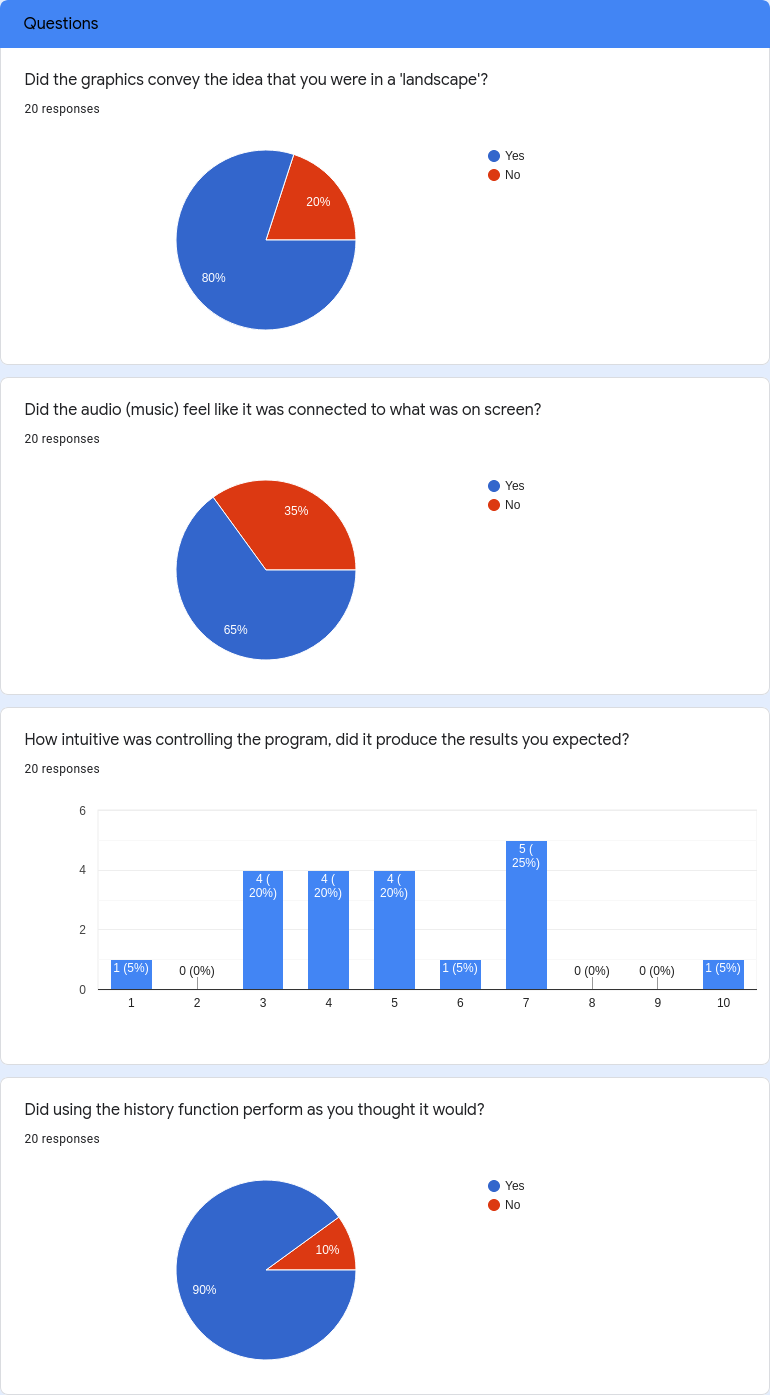 Questions
Did the graphics convey the idea that you were in a 'landscape'?
20 responses
Yes
No
20%
80%
Did the audio (music) feel like it was connected to what was on screen?
20 responses
Yes
No
35%
65%
How intuitive was controlling the program, did it produce the results you expected?
20 responses
6
4
2
0
1 (5%)
0 (0%)
4 (
20%)
4 (
20%)
4 (
20%)
1 (5%)
5 (
25%)
0 (0%)
0 (0%)
1 (5%)
1 2 3 4 5 6 7 8 9 10
Did using the history function perform as you thought it would?
20 responses
Yes
No
10%
90%